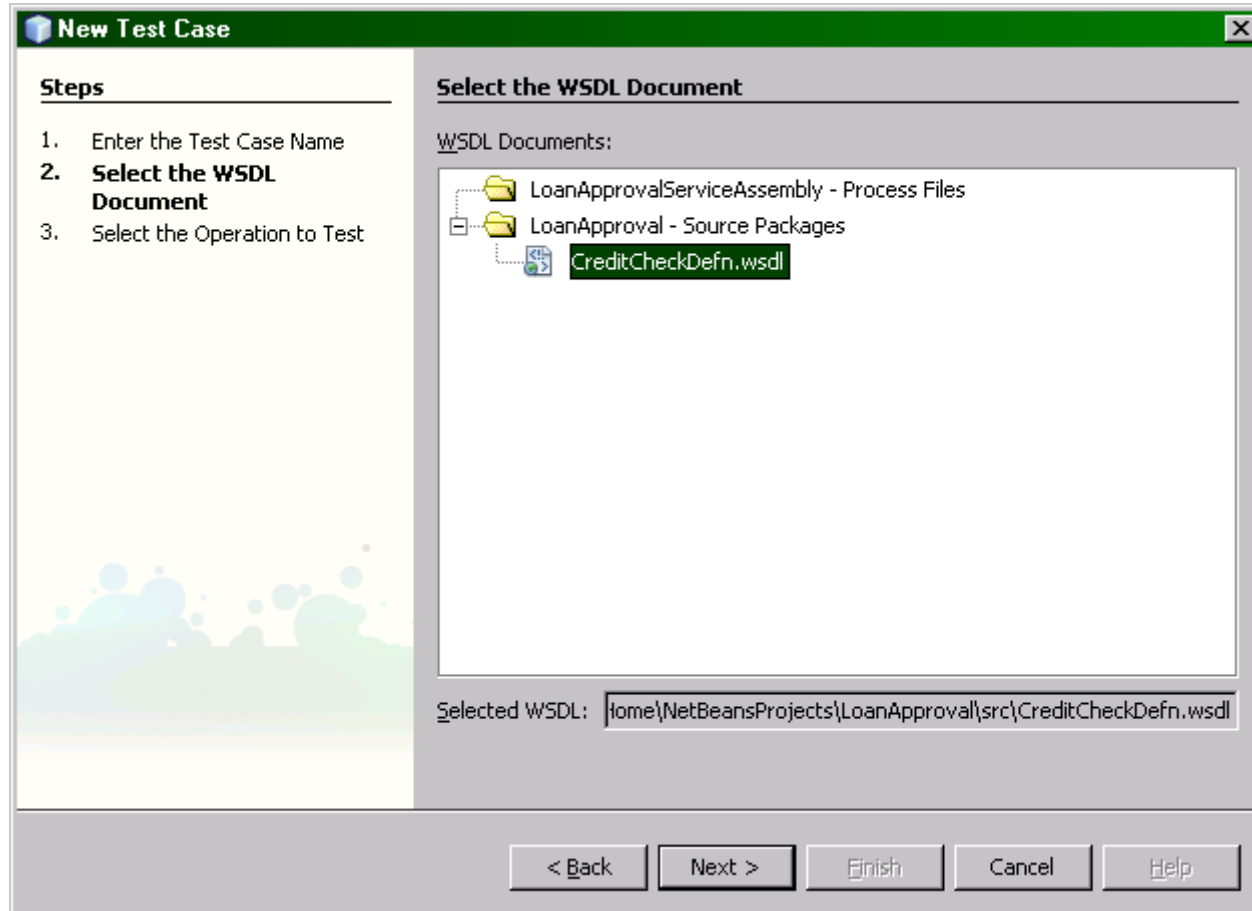 New Test Case
Steps
1. Enter the Test Case Name
2. Select the WSDL
Document
3. Select the Operation to Test
Select the WSDL Document
WSDL Documents:
LoanApprovalServiceAssembly - Process Files
LoanApproval - Source Packages
CreditCheckDefn.wsdl
Selected WSDL: Home\NetBeansProjects\LoanApproval\src\CreditCheckDefn.wsdl
< Back Next > Finish Cancel Help